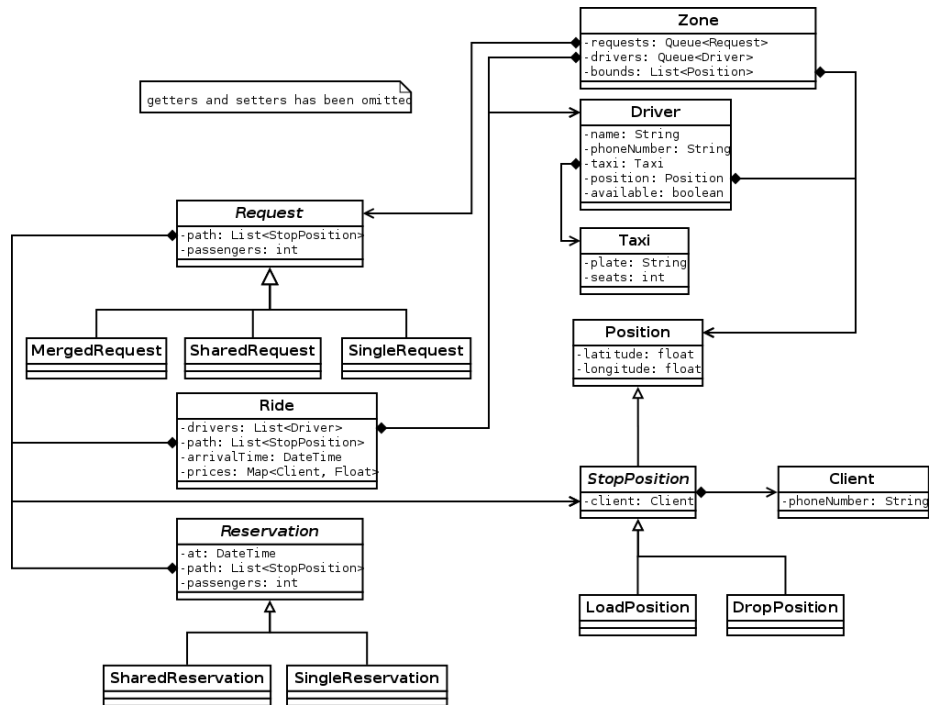 Zone
-requests: Queue<Request>
-drivers: Queue<Driver>
-bounds: List<Position>
getters and setters has been omitted
Driver
-name: String
-phoneNumber: String
-taxi: Taxi
-position: Position
-available: boolean
Request
-path: List<StopPosition>
-passengers: int
Taxi
-plate: String
-seats: int
MergedRequest
SharedRequest
SingleRequest
Position
-latitude: float
-longitude: float
Ride
-drivers: List<Driver>
-path: List<StopPosition>
-arrivalTime: DateTime
-prices: Map<Client, Float>
StopPosition
-client: Client
Client
-phoneNumber: String
Reservation
-at: DateTime
-path: List<StopPosition>
-passengers: int
LoadPosition
DropPosition
SharedReservation
SingleReservation